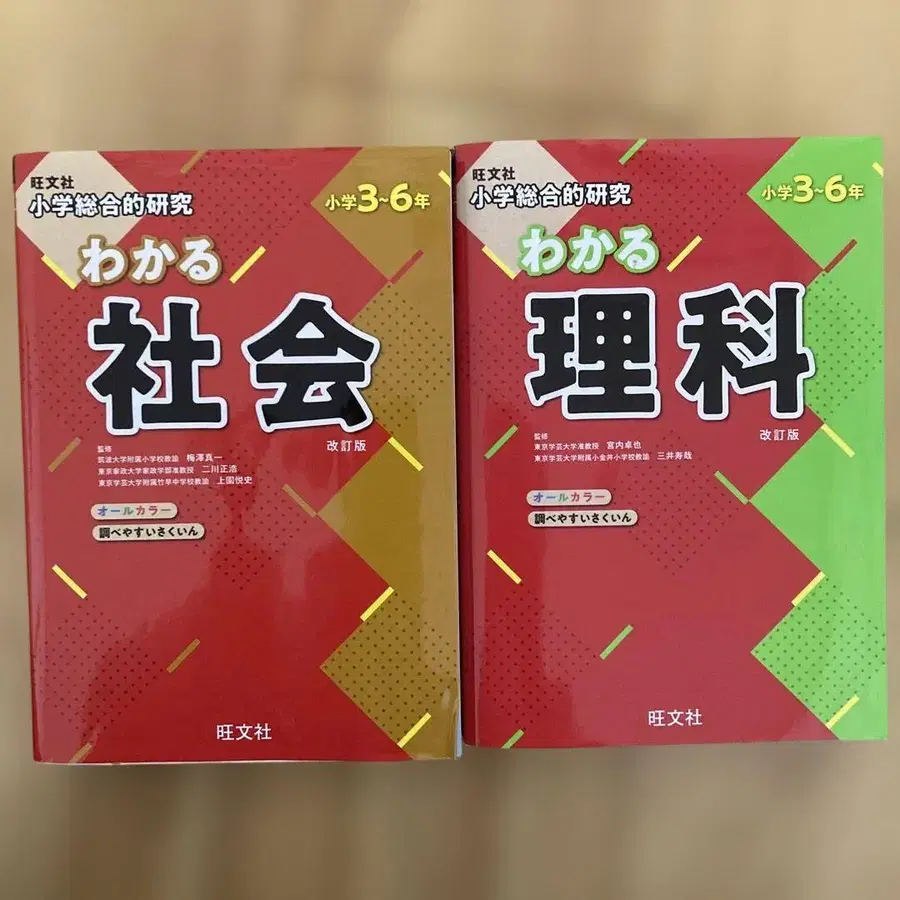 旺文社
小学総合的研究
小学3~6年
わかる
社会
改訂版
監修
筑波大学附属小学校教諭 梅澤真一
東京家政大学家政学部准教授 二川正浩
東京学芸大学附属竹早中学校教諭 上園悦史
オールカラー
調べやすいさくいん
旺文社
旺文社
小学総合的研究
小学3~6年
わかる
理科
改訂版
監修
東京学芸大学准教授 宮内卓也
東京学芸大学附属小金井小学校教諭 三井寿哉
オールカラー
調べやすいさくいん
旺文社